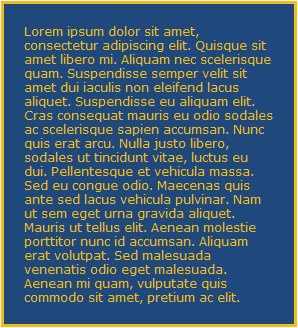 Lorem ipsum dolor sit amet,
consectetur adipiscing elit. Quisque sit
amet libero mi. Aliquam nec scelerisque
quam. Suspendisse semper velit sit
amet dui iaculis non eleifend lacus
aliquet. Suspendisse eu aliquam elit.
Cras consequat mauris eu odio sodales
ac scelerisque sapien accumsan. Nunc
quis erat arcu. Nulla justo libero,
sodales ut tincidunt vitae, luctus eu
dui. Pellentesque et vehicula massa.
Sed eu congue odio. Maecenas quis
ante sed lacus vehicula pulvinar. Nam
ut sem eget urna gravida aliquet.
Mauris ut tellus elit. Aenean molestie
porttitor nunc id accumsan. Aliquam
erat volutpat. Sed malesuada
venenatis odio eget malesuada.
Aenean mi quam, vulputate quis
commodo sit amet, pretium ac elit.